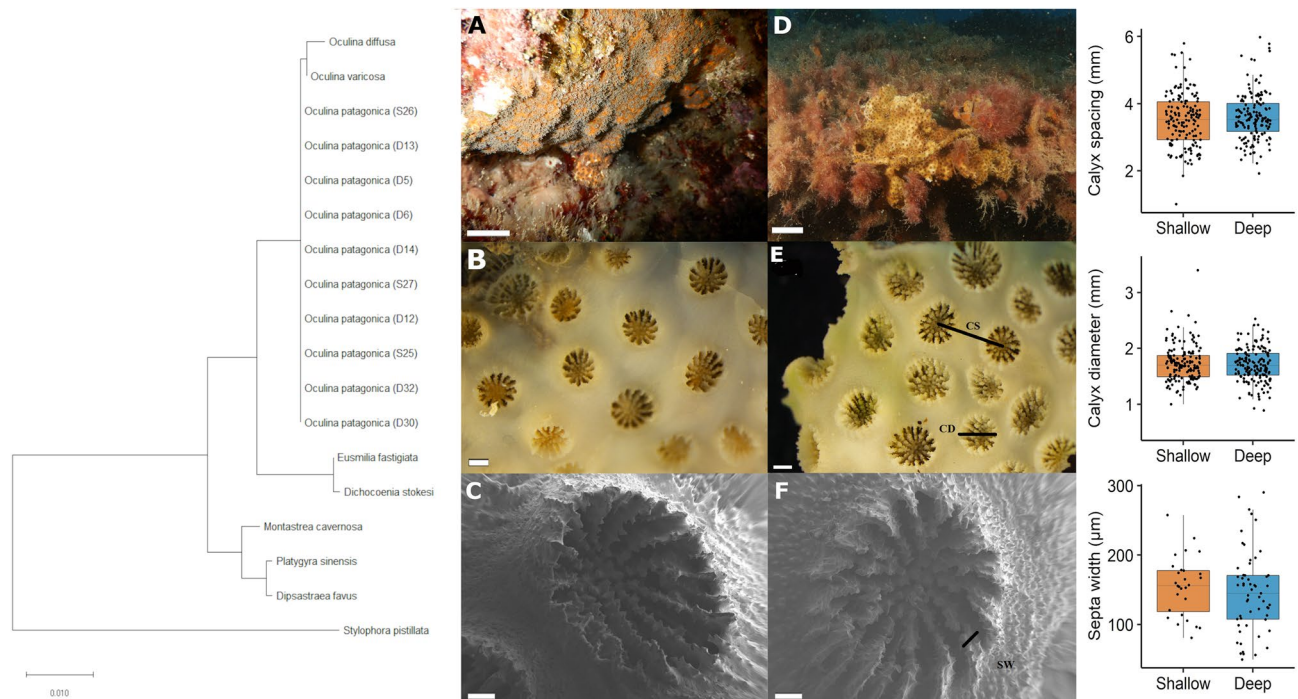 Oculina diffusa
Oculina varicosa
Oculina patagonica (S26)
Oculina patagonica (D13)
Oculina patagonica (D5)
Oculina patagonica (D6)
Oculina patagonica (D14)
Oculina patagonica (S27)
Oculina patagonica (D12)
Oculina patagonica (S25)
Oculina patagonica (D32)
Oculina patagonica (D30)
Eusmilia fastigiata
Dichocoenia stokesi
Montastrea cavernosa
Platygyra sinensis
Dipsastraea favus
Stylophora pistillata
0.010
A
B
C
D
E
CS
CD
F
SW
Calyx spacing (mm)
6
4
2
Shallow Deep
Calyx diameter (mm)
3
2
1
Shallow Deep
Septa width (µm)
200
100
Shallow Deep